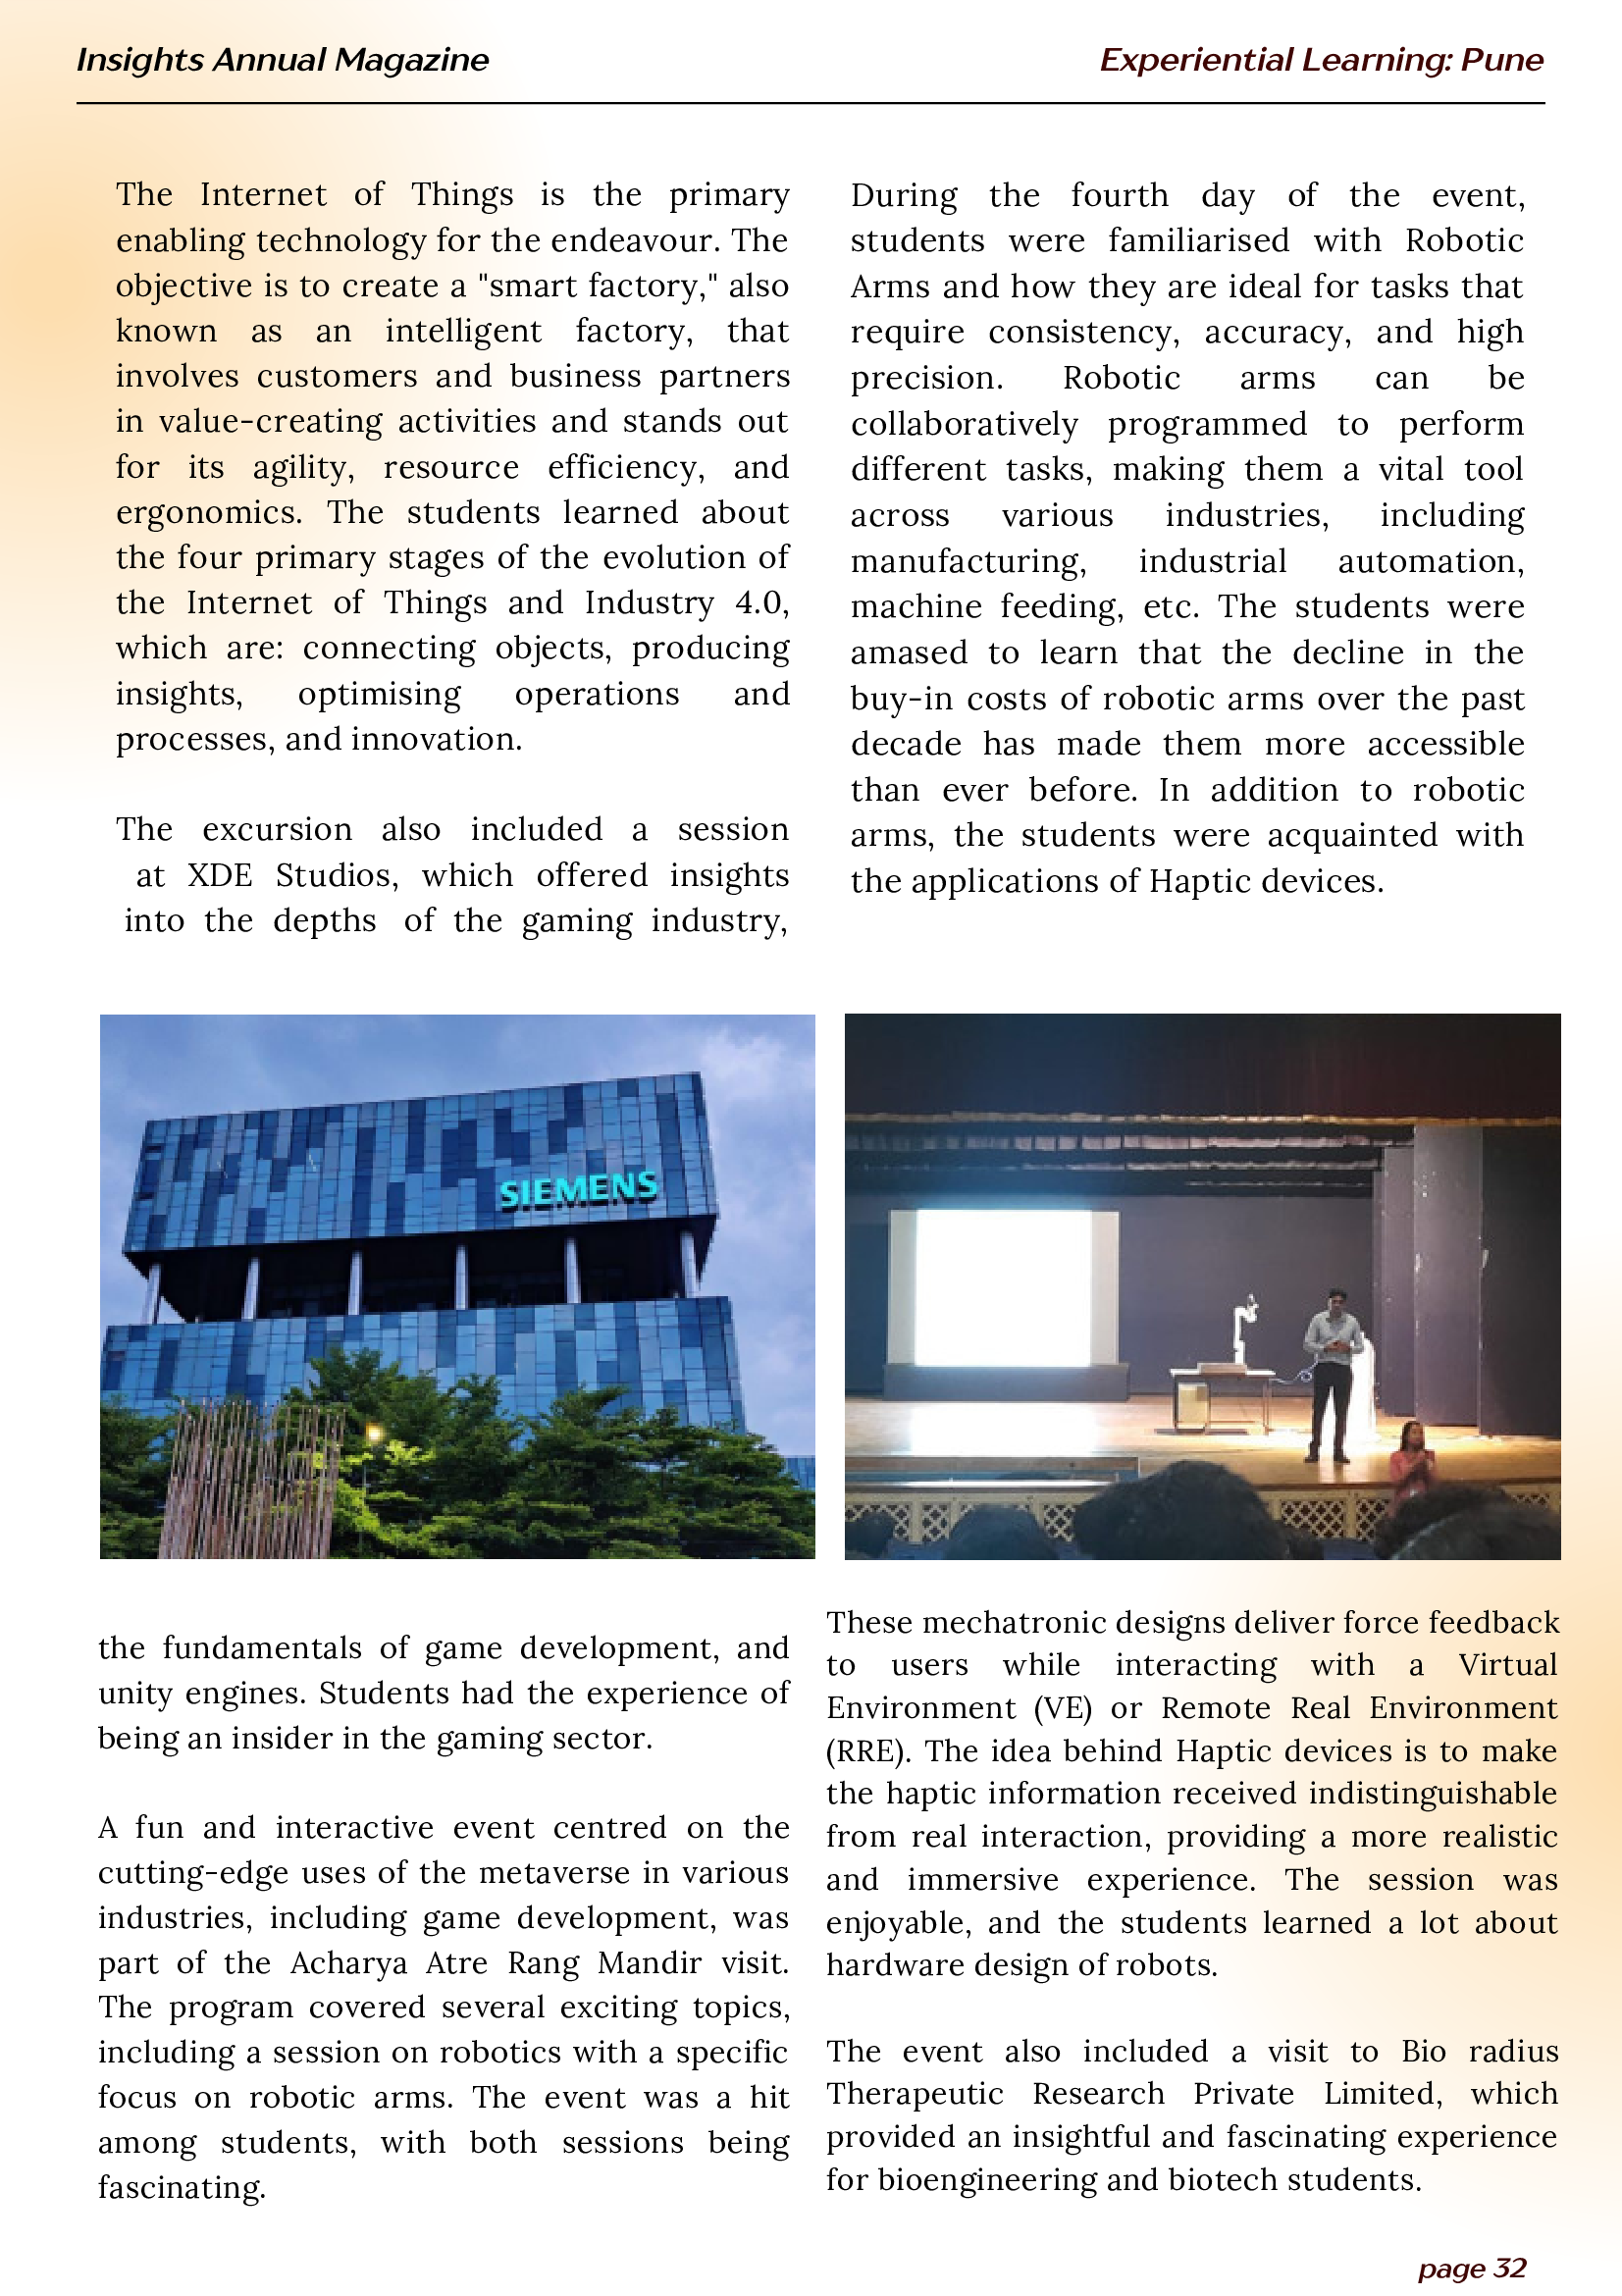 Insights Annual Magazine
Experiential Learning: Pune
The Internet of Things is the primary
enabling technology for the endeavour. The
objective is to create a "smart factory," also
known as an intelligent factory, that
involves customers and business partners
in value-creating activities and stands out
for its agility, resource efficiency, and
ergonomics. The students learned about
the four primary stages of the evolution of
the Internet of Things and Industry 4.0,
which are: connecting objects, producing
insights, optimising operations and
processes, and innovation.
The excursion also included a session
at XDE Studios, which offered insights
into the depths of the gaming industry,
SIEMENS
the fundamentals of game development, and
unity engines. Students had the experience of
being an insider in the gaming sector.
A fun and interactive event centred on the
cutting-edge uses of the metaverse in various
industries, including game development, was
part of the Acharya Atre Rang Mandir visit.
The program covered several exciting topics,
including a session on robotics with a specific
focus on robotic arms. The event was a hit
among students, with both sessions being
fascinating.
During the fourth day of the event,
students were familiarised with Robotic
Arms and how they are ideal for tasks that
require consistency, accuracy, and high
precision. Robotic arms can be
collaboratively programmed to perform
different tasks, making them a vital tool
across various industries, including
manufacturing, industrial automation,
machine feeding, etc. The students were
amased to learn that the decline in the
buy-in costs of robotic arms over the past
decade has made them more accessible
than ever before. In addition to robotic
arms, the students were acquainted with
the applications of Haptic devices.
These mechatronic designs deliver force feedback
to users while interacting with a Virtual
Environment (VE) or Remote Real Environment
(RRE). The idea behind Haptic devices is to make
the haptic information received indistinguishable
from real interaction, providing a more realistic
and immersive experience. The session was
enjoyable, and the students learned a lot about
hardware design of robots.
The event also included a visit to Bio radius
Therapeutic Research Private Limited, which
provided an insightful and fascinating experience
for bioengineering and biotech students.
page 32